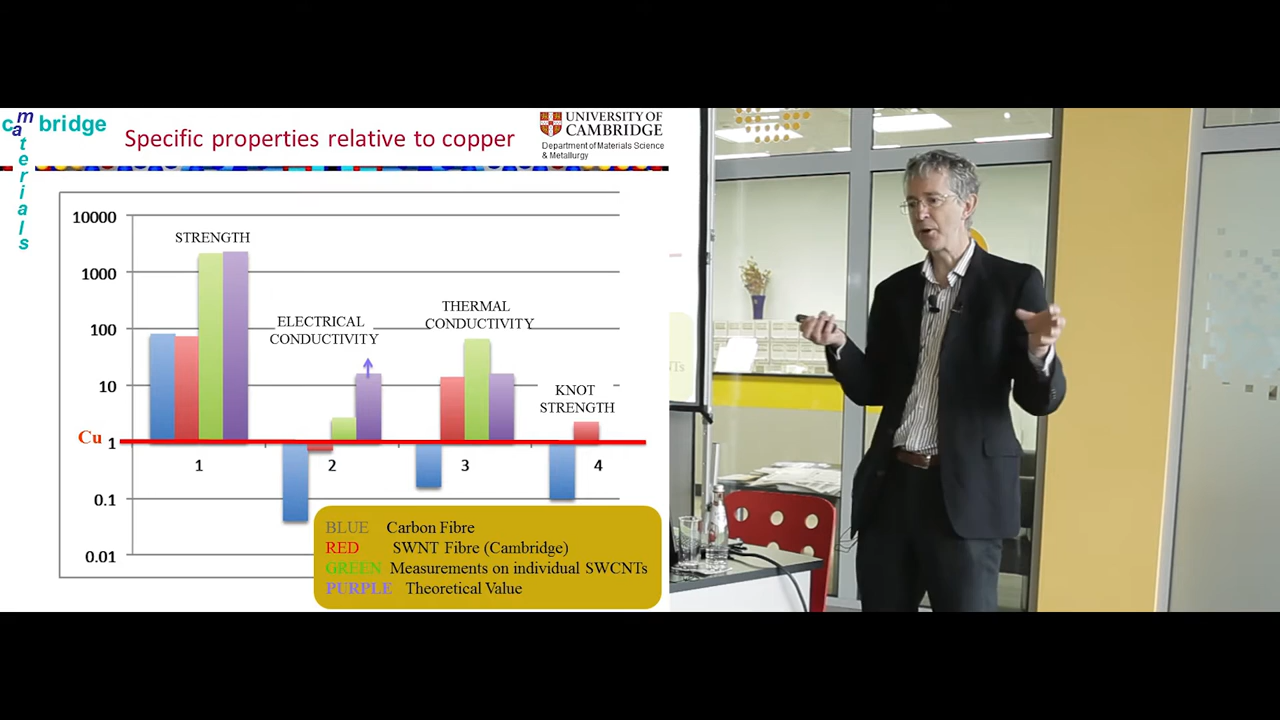 cambridge
materials
Specific properties relative to copper
UNIVERSITY OF
CAMBRIDGE
Department of Materials Science
& Metallurgy
10000
1000
100
10
Cu 1
0.1
0.01
STRENGTH
ELECTRICAL
CONDUCTIVITY
THERMAL
CONDUCTIVITY
KNOT
STRENGTH
1
2
3
4
BLUE Carbon Fibre
RED SWNT Fibre (Cambridge)
GREEN Measurements on individual SWCNTs
PURPLE Theoretical Value
NTs